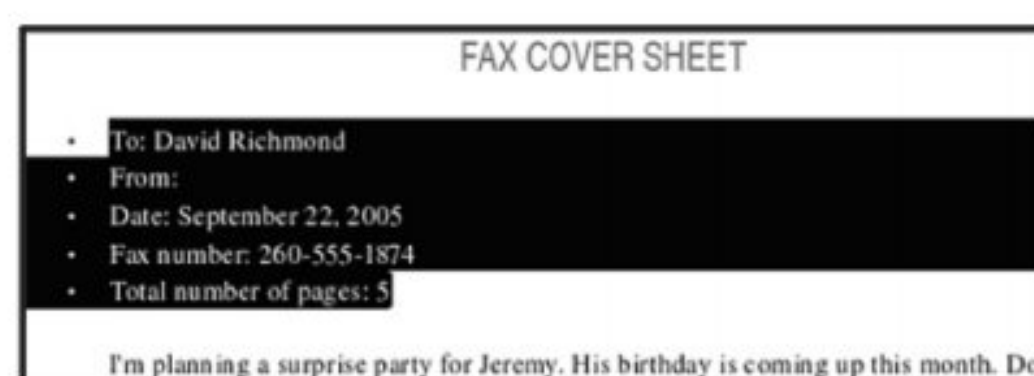 FAX COVER SHEET
• To: David Richmond
• From:
• Date: September 22, 2005
• Fax number: 260-555-1874
• Total number of pages: 5
I'm planning a surprise party for Jeremy. His birthday is coming up this month.